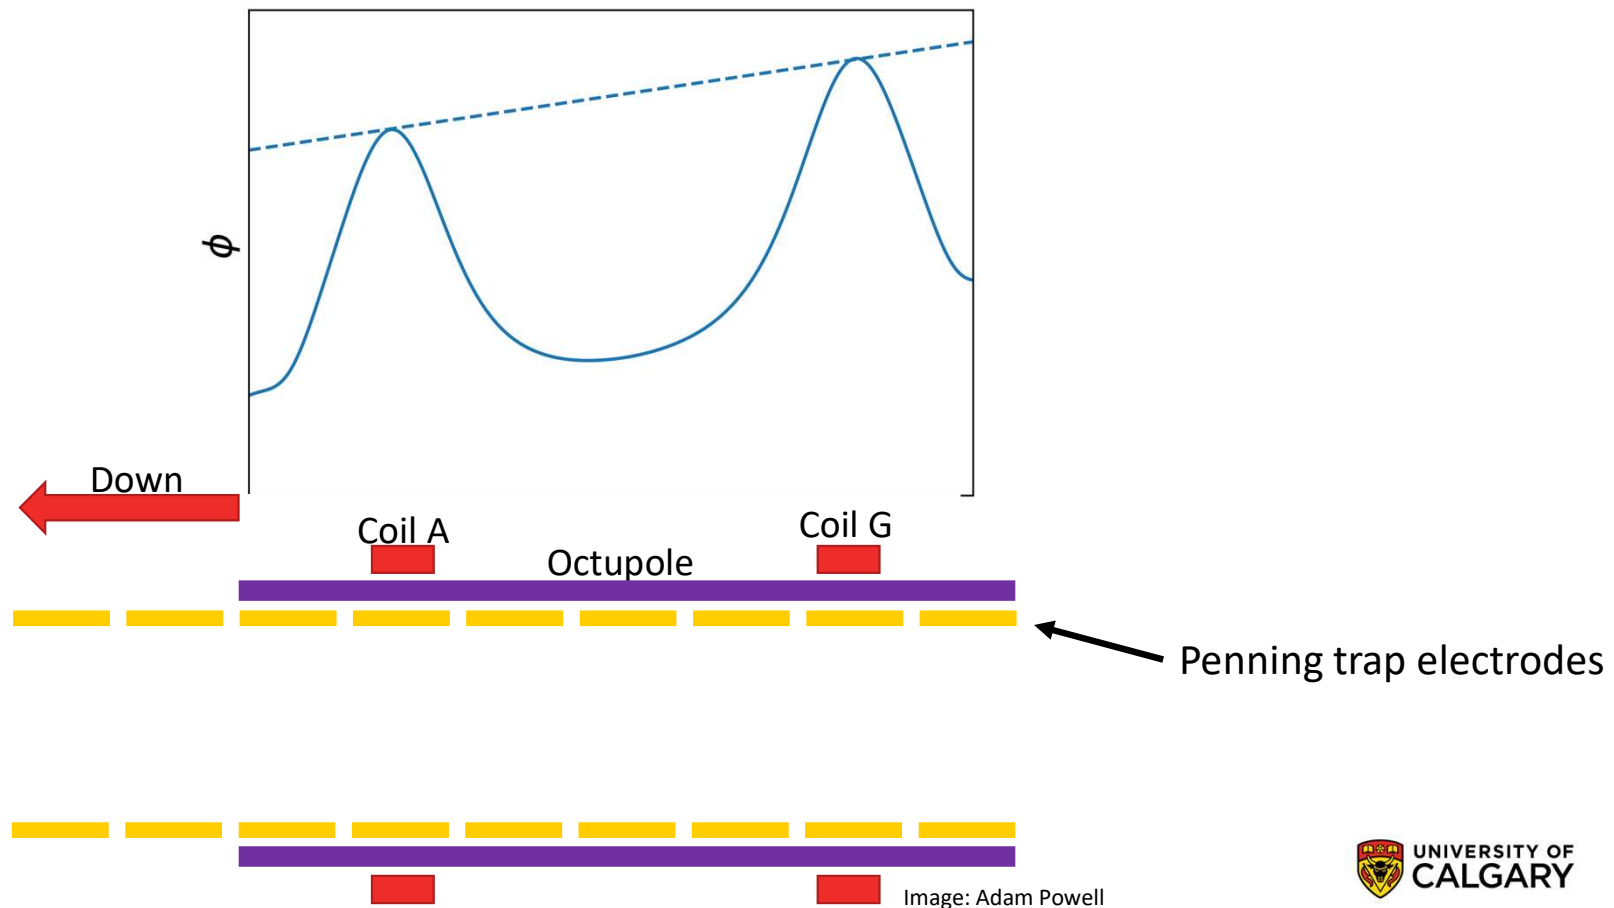 ϕ
Down
Coil A
Coil G
Octupole
Penning trap electrodes
Image: Adam Powell
UNIVERSITY OF
CALGARY